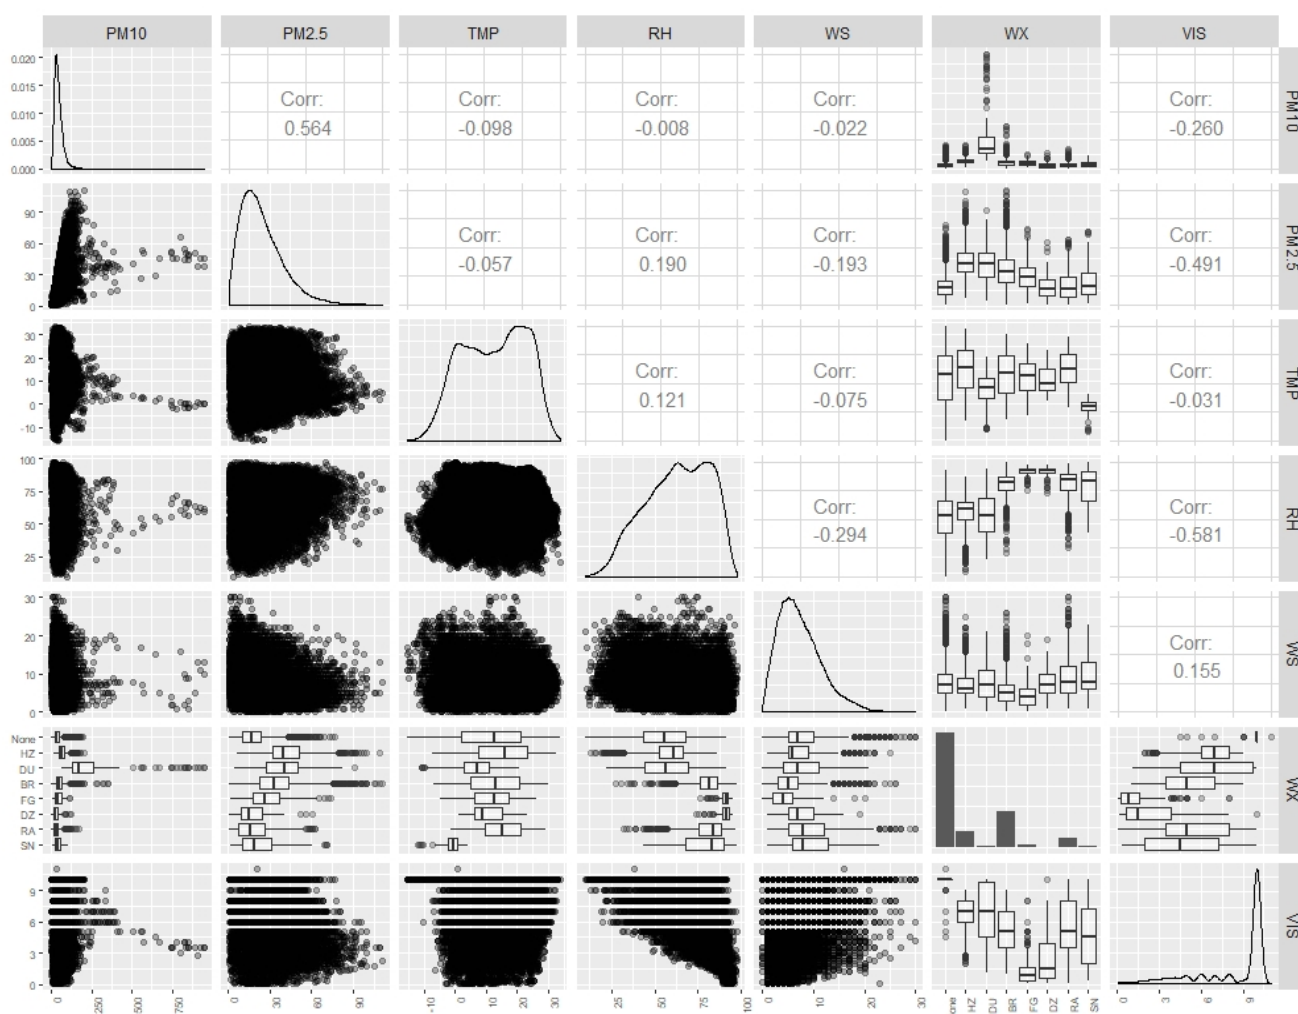 PM10 PM2.5 TMP RH WS WX VIS
0.020
0.015
0.010
0.005
0.000
Corr:
0.564
Corr:
-0.098
Corr:
-0.008
Corr:
-0.022
Corr:
-0.260
PM10
90
60
30
0
Corr:
-0.057
Corr:
0.190
Corr:
-0.193
Corr:
-0.491
PM2.5
30
20
10
0
-10
Corr:
0.121
Corr:
-0.075
Corr:
-0.031
TMP
100
75
50
25
Corr:
-0.294
Corr:
-0.581
RH
30
20
10
0
Corr:
0.155
WS
None
HZ
DU
BR
FG
DZ
RA
SN
WX
9
6
3
0
VIS
0 250 500 750
0 30 60 90
-10 0 10 20 30
25 50 75 100
0 10 20 30
one HZ DU BR FG DZ RA SN
0 3 6 9